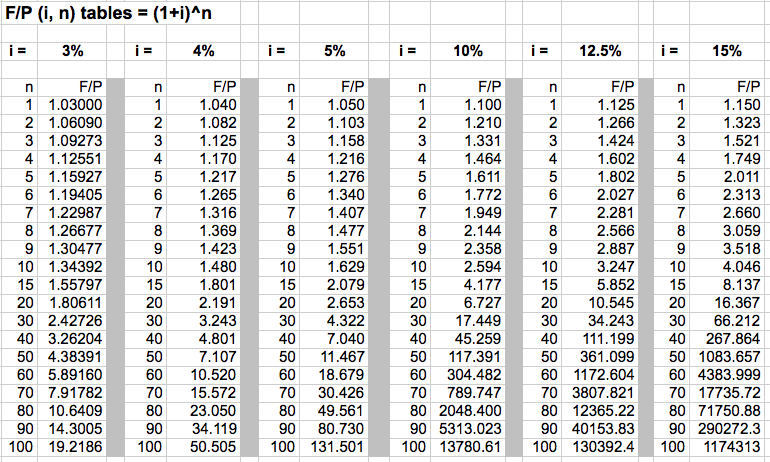 F/P (i, n) tables = (1+i)^n
i = 3% i = 4% i = 5% i = 10% i = 12.5% i = 15%
n F/P n F/P n F/P n F/P n F/P n F/P
1 1.03000 1 1.040 1 1.050 1 1.100 1 1.125 1 1.150
2 1.06090 2 1.082 2 1.103 2 1.210 2 1.266 2 1.323
3 1.09273 3 1.125 3 1.158 3 1.331 3 1.424 3 1.521
4 1.12551 4 1.170 4 1.216 4 1.464 4 1.602 4 1.749
5 1.15927 5 1.217 5 1.276 5 1.611 5 1.802 5 2.011
6 1.19405 6 1.265 6 1.340 6 1.772 6 2.027 6 2.313
7 1.22987 7 1.316 7 1.407 7 1.949 7 2.281 7 2.660
8 1.26677 8 1.369 8 1.477 8 2.144 8 2.566 8 3.059
9 1.30477 9 1.423 9 1.551 9 2.358 9 2.887 9 3.518
10 1.34392 10 1.480 10 1.629 10 2.594 10 3.247 10 4.046
15 1.55797 15 1.801 15 2.079 15 4.177 15 5.852 15 8.137
20 1.80611 20 2.191 20 2.653 20 6.727 20 10.545 20 16.367
30 2.42726 30 3.243 30 4.322 30 17.449 30 34.243 30 66.212
40 3.26204 40 4.801 40 7.040 40 45.259 40 111.199 40 267.864
50 4.38391 50 7.107 50 11.467 50 117.391 50 361.099 50 1083.657
60 5.89160 60 10.520 60 18.679 60 304.482 60 1172.604 60 4383.999
70 7.91782 70 15.572 70 30.426 70 789.747 70 3807.821 70 17735.72
80 10.6409 80 23.050 80 49.561 80 2048.400 80 12365.22 80 71750.88
90 14.3005 90 34.119 90 80.730 90 5313.023 90 40153.83 90 290272.3
100 19.2186 100 50.505 100 131.501 100 13780.61 100 130392.4 100 1174313